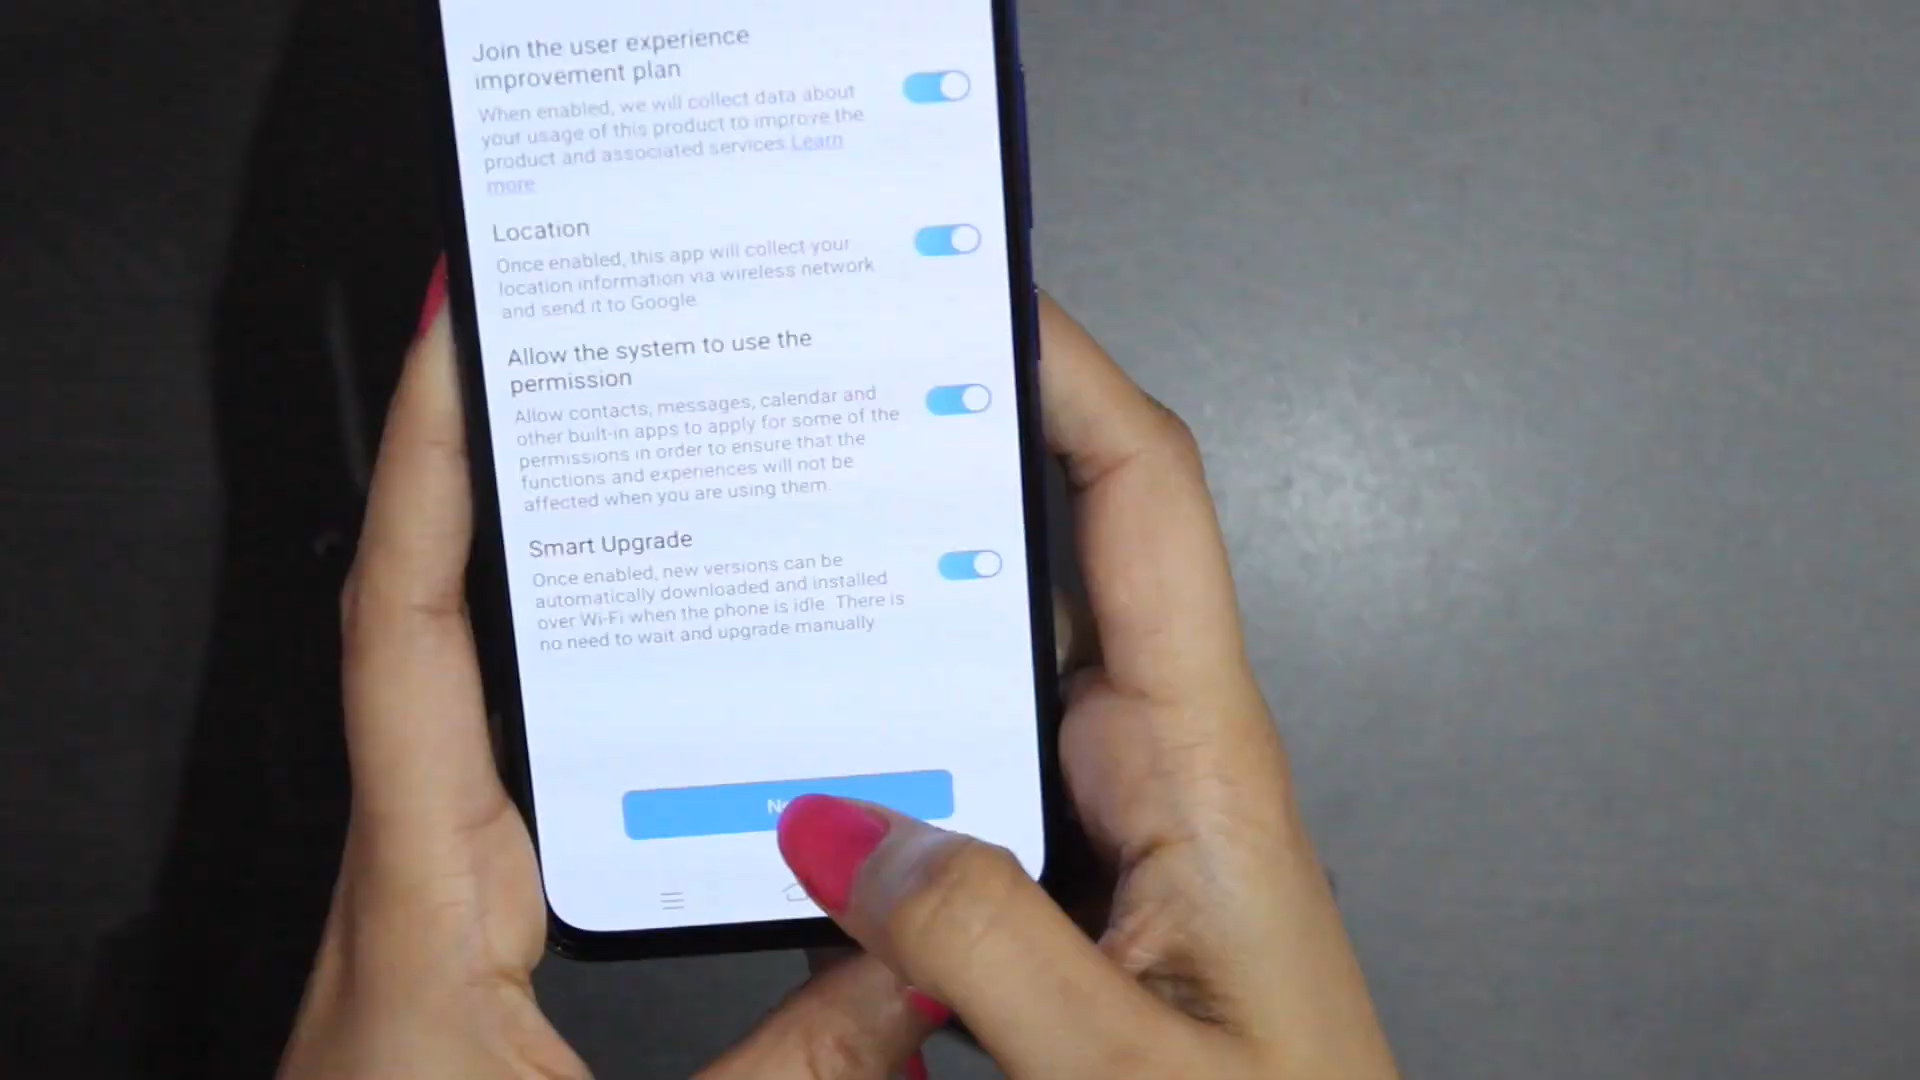 Join the user experience
improvement plan
When enabled, we will collect data about
your usage of this product to improve the
product and associated services Learn
more
Location
Once enabled, this app will collect your
location information via wireless network
and send it to Google
Allow the system to use the
permission
Allow contacts, messages, calendar and
other built-in apps to apply for some of the
permissions in order to ensure that the
functions and experiences will not be
affected when you are using them.
Smart Upgrade
Once enabled, new versions can be
automatically downloaded and installed
over Wi-Fi when the phone is idle. There is
no need to wait and upgrade manually